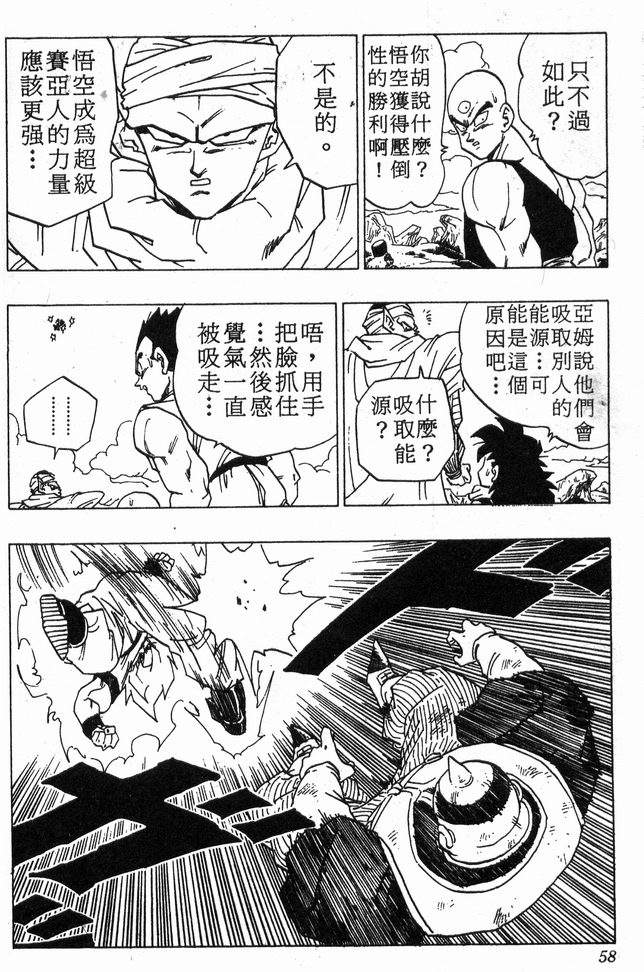 只不過
如此？
你胡說什麼？
悟空獲得壓倒
性的勝利啊！
不是的。
悟空成爲超級
賽亞人的力量
應該更强…
亞姆說他們會
吸取別人的
能源…可
能是這個
原因吧…
什麼？
吸取能
源？
唔，用手
把臉抓住
…然後感
覺氣一直
被吸走…
………
58